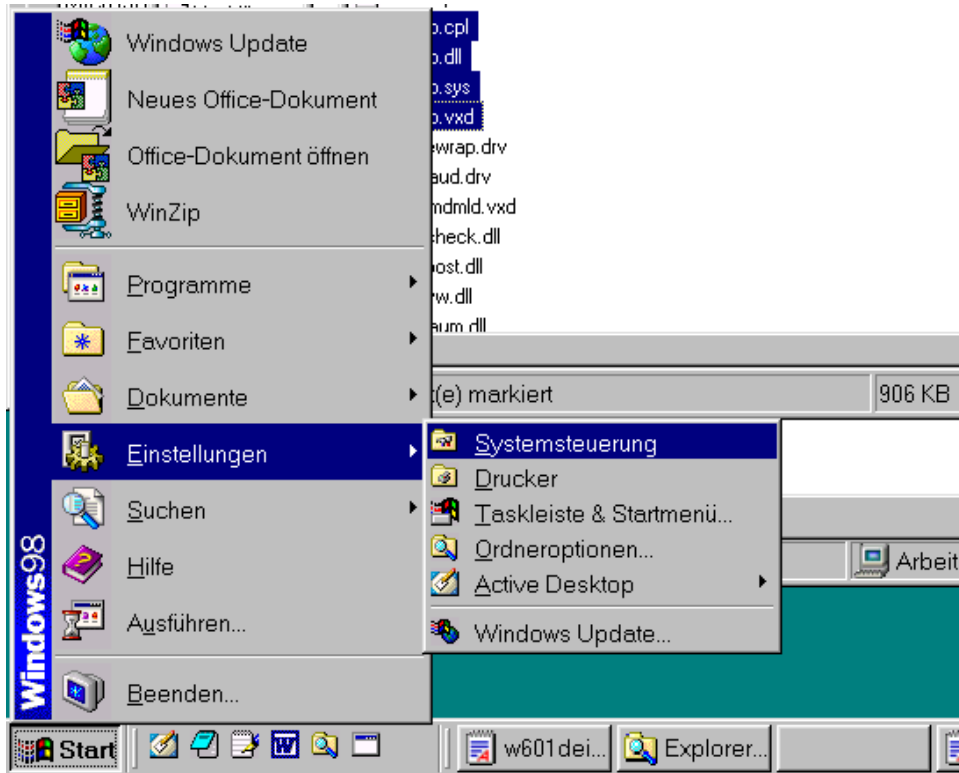 Windows Update
Neues Office-Dokument
Office-Dokument öffnen
WinZip
Programme
Favoriten
Dokumente
Einstellungen
Suchen
Hilfe
Ausführen...
Beenden...
Windows98
.cpl
.dll
.sys
.vxd
ewrap.drv
aud.drv
mdmld.vxd
check.dll
ost.dll
w.dll
aum.dll
t(e) markiert
906 KB
Systemsteuerung
Drucker
Taskleiste & Startmenü...
Ordneroptionen...
Active Desktop
Windows Update...
Arbeit
Start
w601dei...
Explorer...